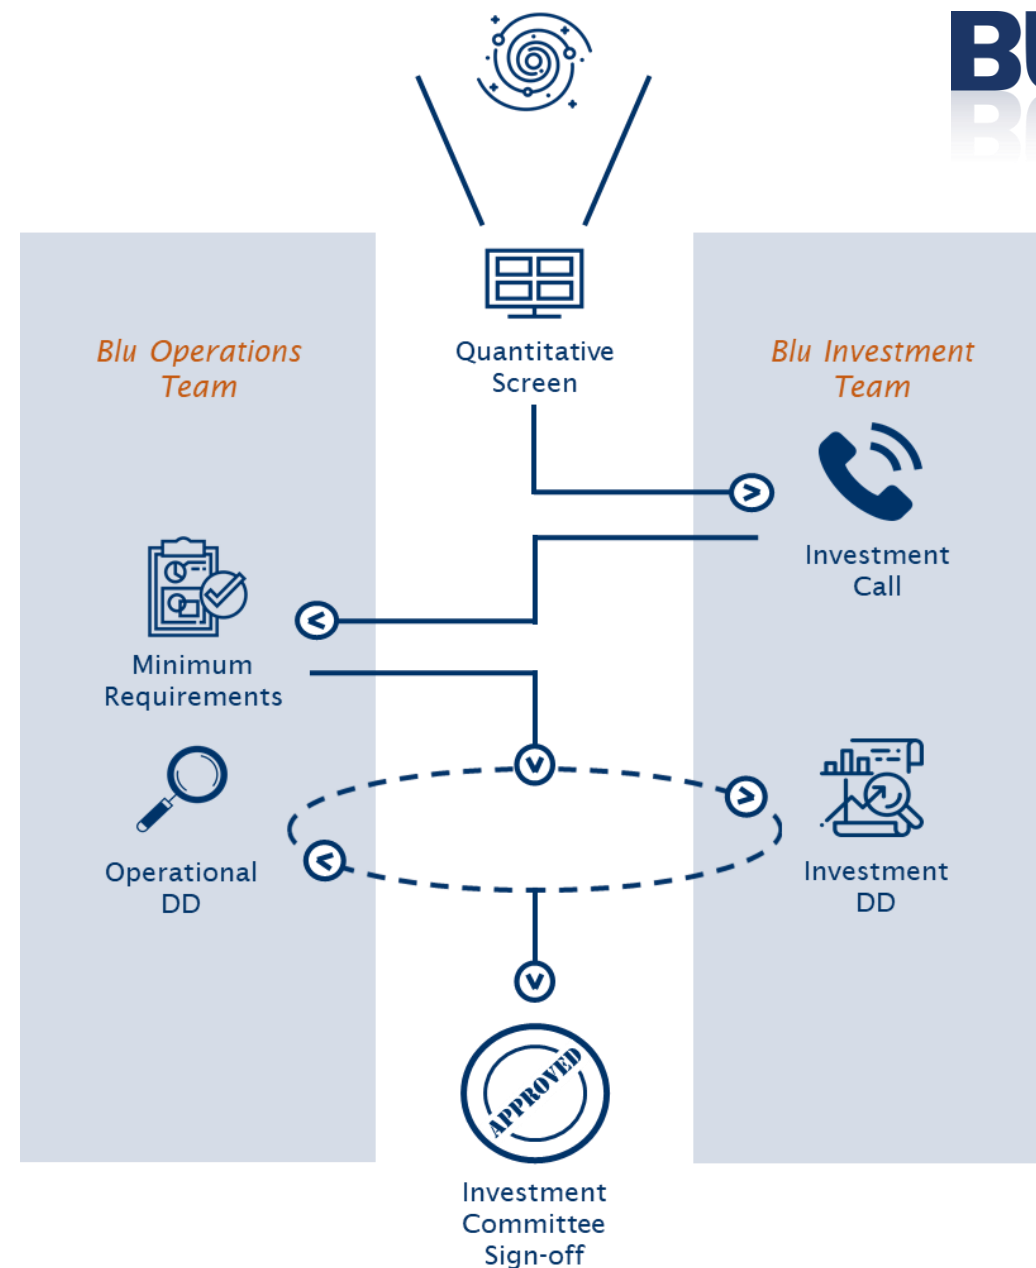 BU
Quantitative
Screen
Blu Operations
Team
Blu Investment
Team
Investment
Call
Minimum
Requirements
Operational
DD
Investment
DD
APPROVED
Investment
Committee
Sign-off